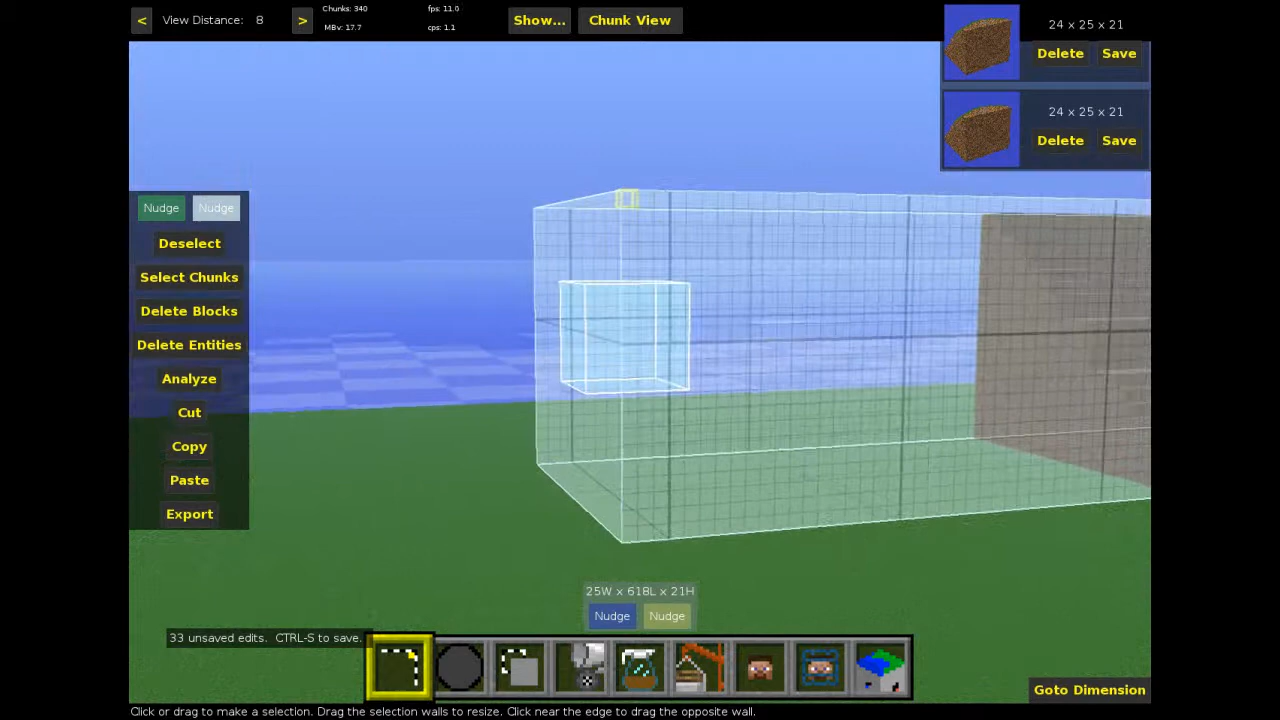 < View Distance: 8 >
Chunks: 340 fps: 11.0
MBv: 17.7 cps: 1.1
Show... Chunk View
24 x 25 x 21
Delete Save
24 x 25 x 21
Delete Save
Nudge Nudge
Deselect
Select Chunks
Delete Blocks
Delete Entities
Analyze
Cut
Copy
Paste
Export
25W x 618L x 21H
Nudge Nudge
33 unsaved edits. CTRL-S to save.
Goto Dimension
Click or drag to make a selection. Drag the selection walls to resize. Click near the edge to drag the opposite wall.